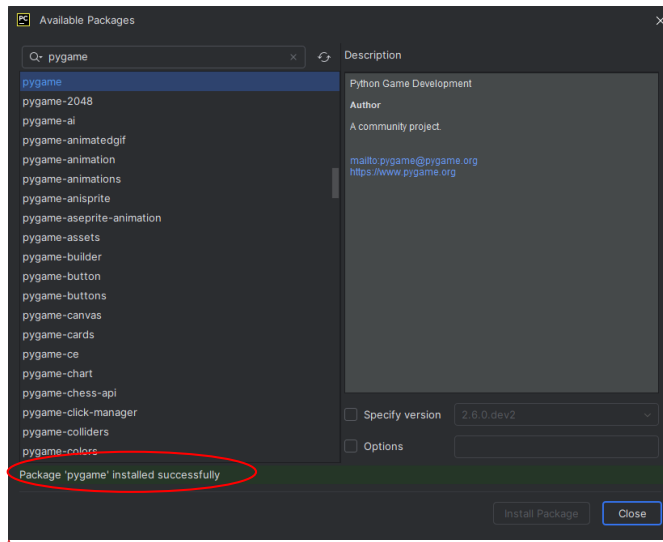 PC Available Packages
pygame
Description
pygame
pygame-2048
pygame-ai
pygame-animatedgif
pygame-animation
pygame-animations
pygame-anisprite
pygame-aseprite-animation
pygame-assets
pygame-builder
pygame-button
pygame-buttons
pygame-canvas
pygame-cards
pygame-ce
pygame-chart
pygame-chess-api
pygame-click-manager
pygame-colliders
pygame-colors
Python Game Development
Author
A community project.
mailto:pygame@pygame.org
https://www.pygame.org
Specify version 2.6.0.dev2
Options
Package 'pygame' installed successfully
Install Package
Close